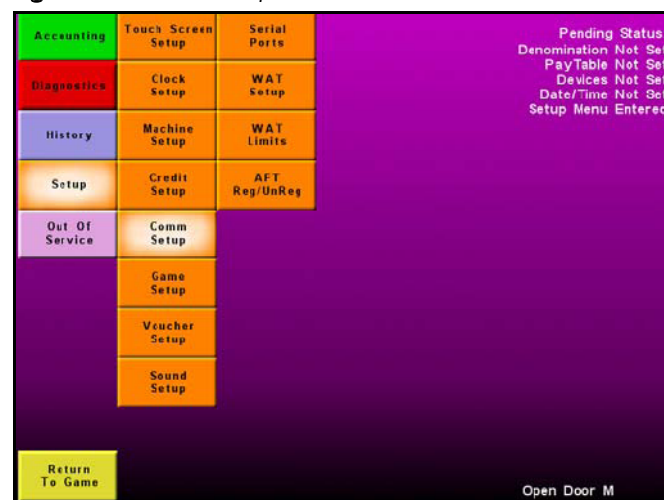 Accounting
Touch Screen
Setup
Serial
Ports
Pending Status
Denomination Not Set
PayTable Not Set
Devices Not Set
Date/Time Not Set
Setup Menu Entered
Diagnostics
Clock
Setup
WAT
Setup
History
Machine
Setup
WAT
Limits
Setup
Credit
Setup
AFT
Reg/UnReg
Out Of
Service
Comm
Setup
Game
Setup
Voucher
Setup
Sound
Setup
Return
To Game
Open Door M